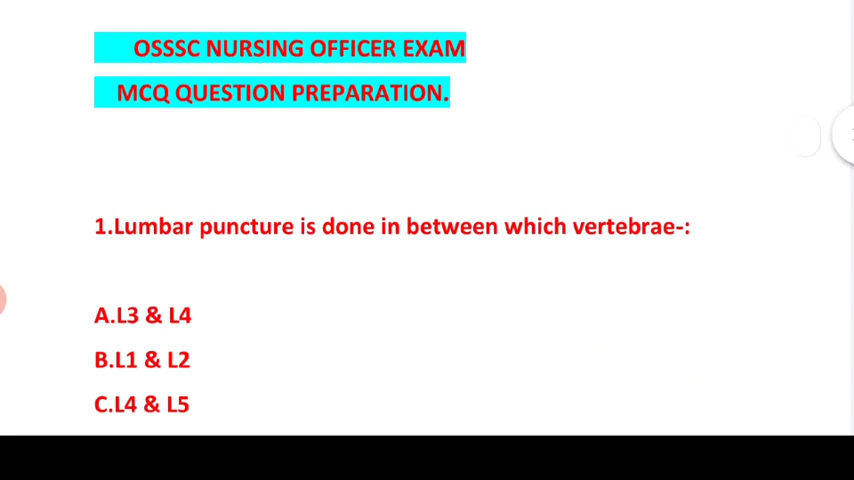 OSSSC NURSING OFFICER EXAM
MCQ QUESTION PREPARATION.
1.Lumbar puncture is done in between which vertebrae-:
A.L3 & L4
B.L1 & L2
C.L4 & L5